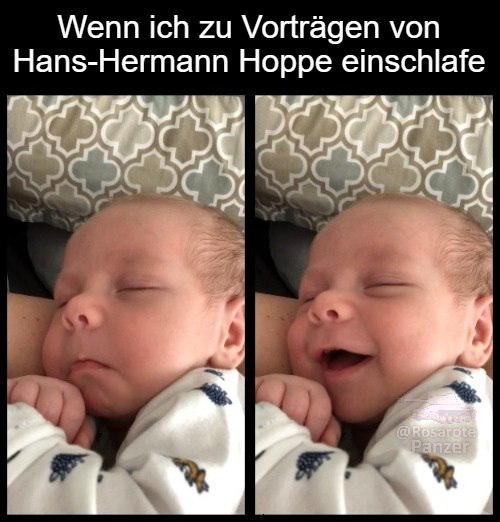 Wenn ich zu Vorträgen von
Hans-Hermann Hoppe einschlafe
@Rosarote
Panzer